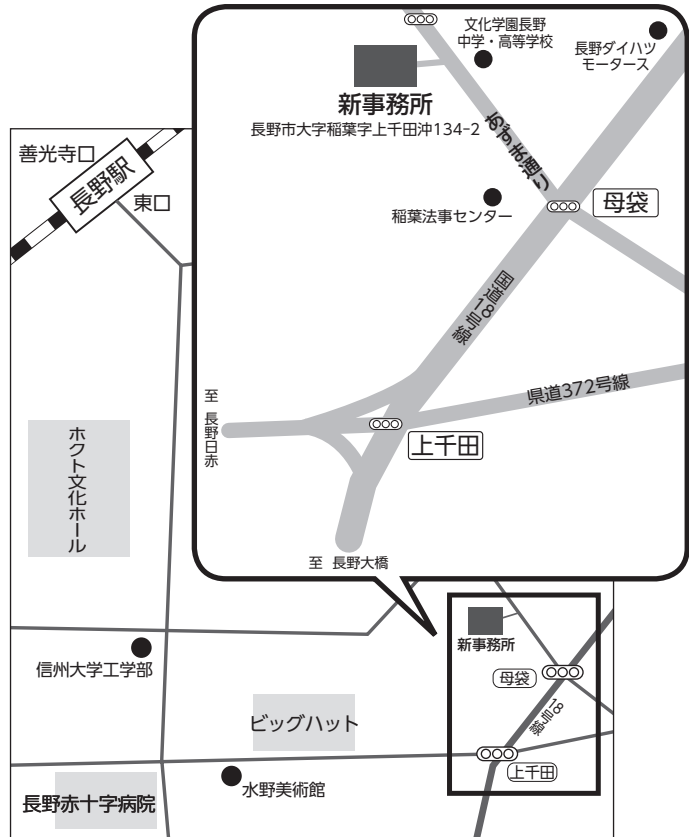 文化学園長野
中学・高等学校
長野ダイハツ
モータース
新事務所
長野市大字稲葉字上千田沖134-2
あずま通り
母袋
稲葉法事センター
国道18号線
県道372号線
至 長野日赤
上千田
至 長野大橋
善光寺口
長野駅
東口
ホクト文化ホール
信州大学工学部
ビッグハット
水野美術館
長野赤十字病院
新事務所
母袋
18号線
上千田